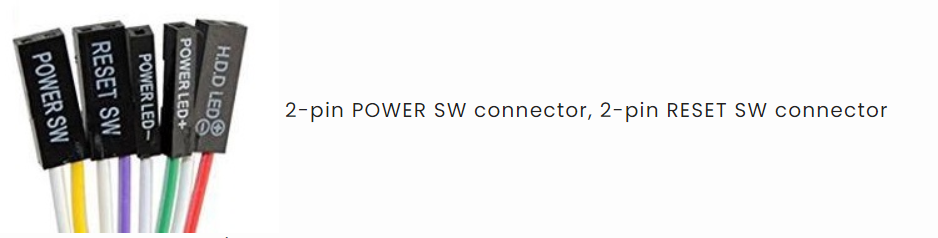 POWER SW
RESET SW
POWER LED−
POWER LED+
H.D.D LED⊕
⊖
2-pin POWER SW connector, 2-pin RESET SW connector